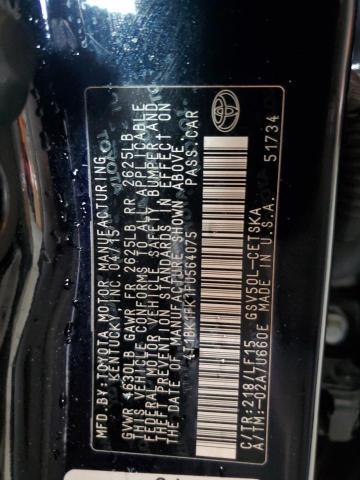 MFD.BY:TOYOTA MOTOR MANUFACTURING
KENTUCKY, INC. 04/15
GVWR 4630LB GAWR FR 2625LB RR 2625LB
THIS VEHICLE CONFORMS TO ALL APPLICABLE
FEDERAL MOTOR VEHICLE SAFETY, BUMPER AND
THEFT PREVENTION STANDARDS IN EFFECT ON
THE DATE OF MANUFACTURE SHOWN ABOVE.
4T1BK1FK1FU564075 PASS.CAR
C/TR:218/LF15 GSV50L-CETSKA
A/TM:-02A/U660E MADE IN U.S.A. 51734